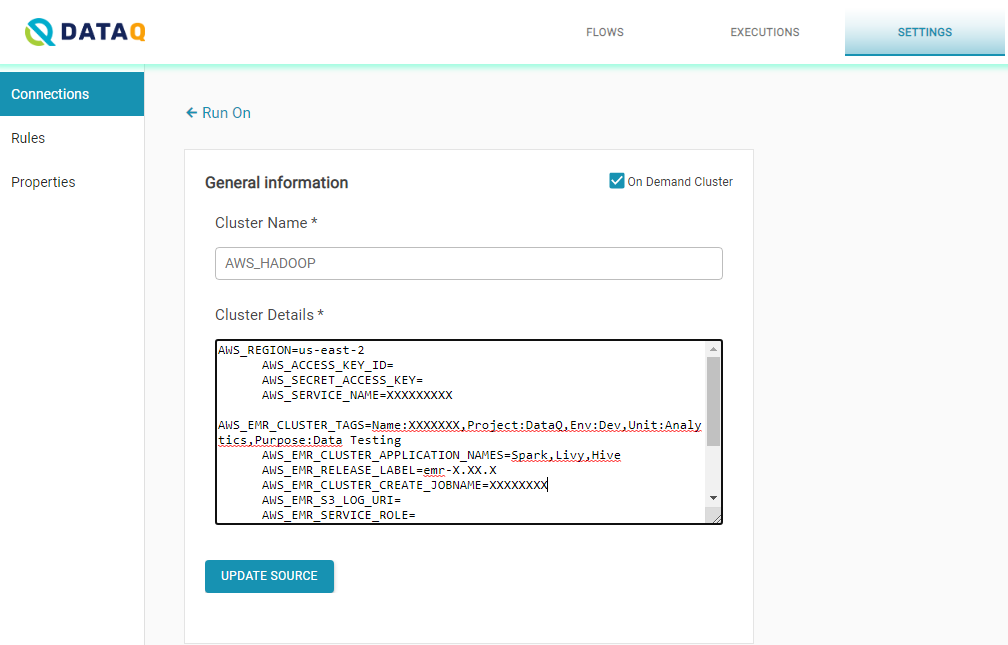 DATAQ
FLOWS
EXECUTIONS
SETTINGS
Connections
Rules
Properties
Run On
General information
On Demand Cluster
Cluster Name *
AWS_HADOOP
Cluster Details *
AWS_REGION=us-east-2
AWS_ACCESS_KEY_ID=
AWS_SECRET_ACCESS_KEY=
AWS_SERVICE_NAME=XXXXXXXXX
AWS_EMR_CLUSTER_TAGS=Name:XXXXXXX,Project:DataQ,Env:Dev,Unit:Analy
tics,Purpose:Data Testing
AWS_EMR_CLUSTER_APPLICATION_NAMES=Spark,Livy,Hive
AWS_EMR_RELEASE_LABEL=emr-X.XX.X
AWS_EMR_CLUSTER_CREATE_JOBNAME=XXXXXXXX
AWS_EMR_S3_LOG_URI=
AWS_EMR_SERVICE_ROLE=
UPDATE SOURCE